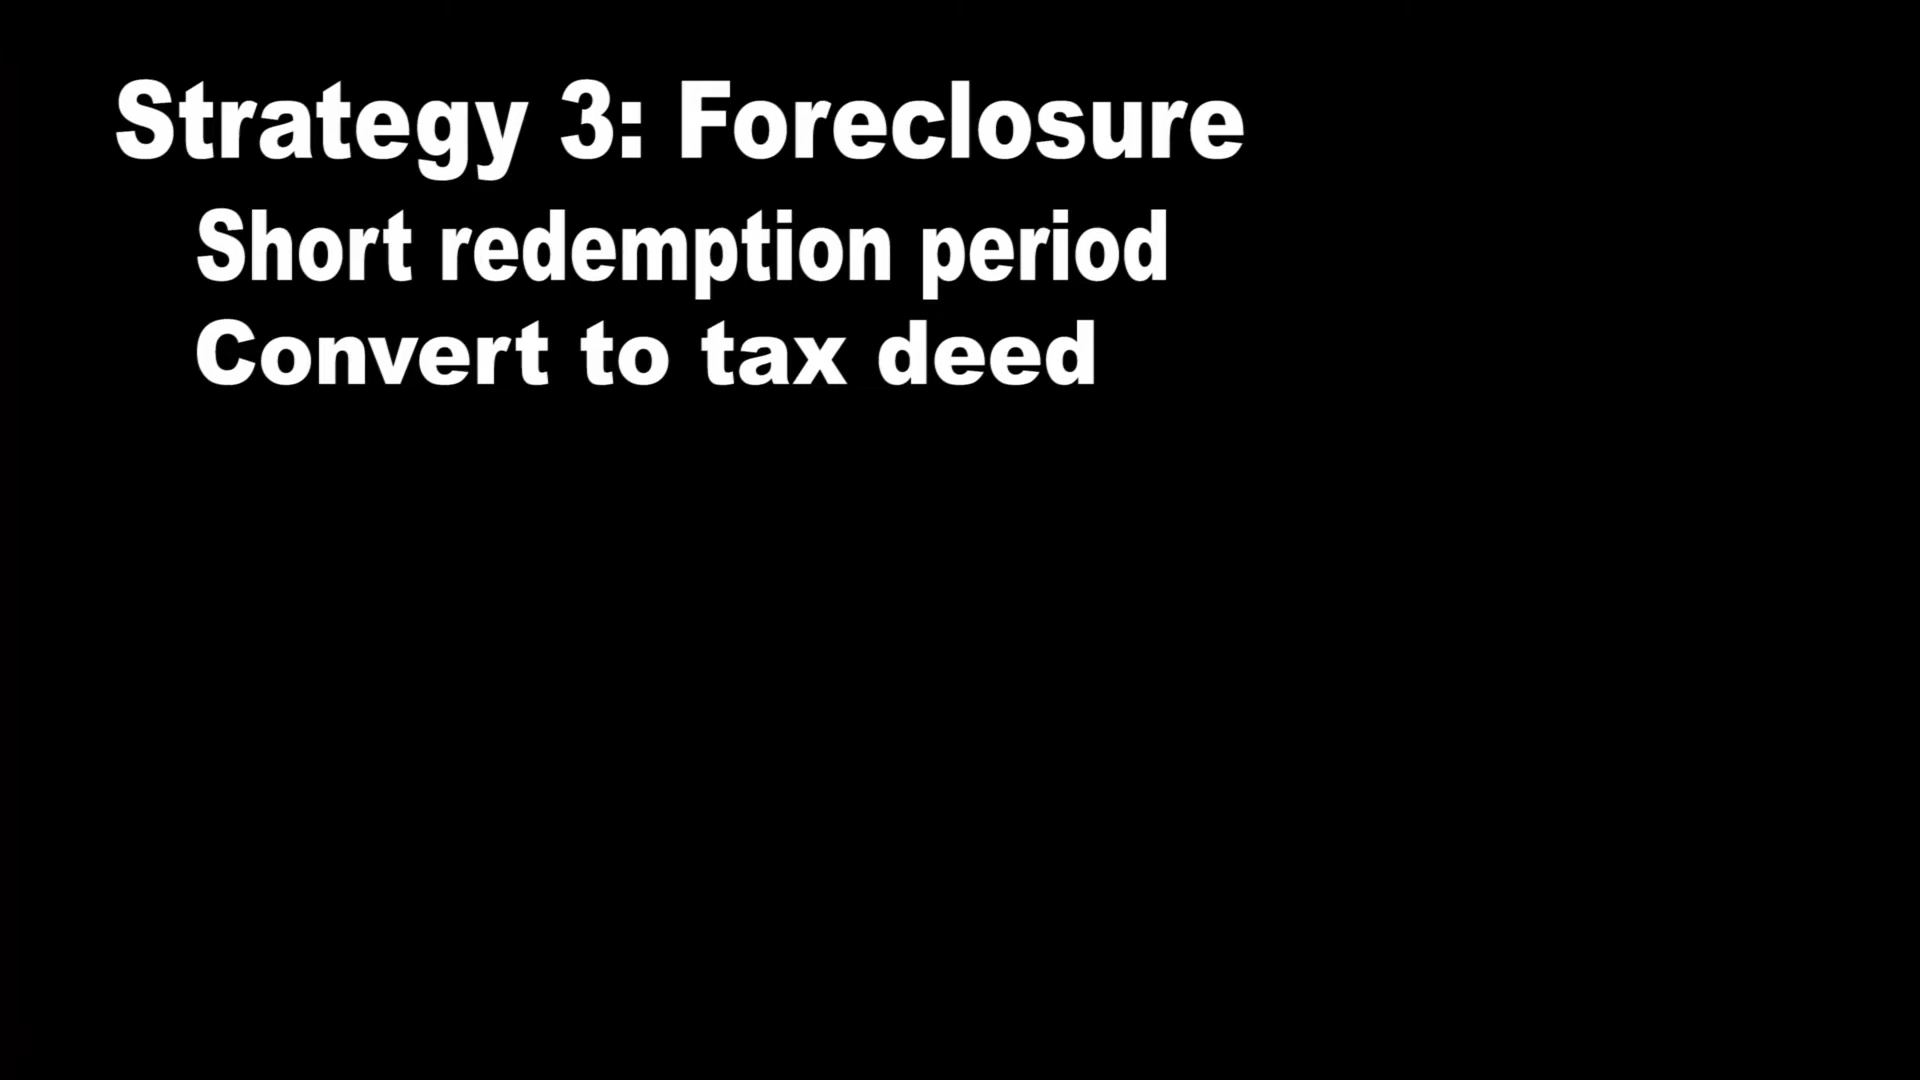 Strategy 3: Foreclosure
Short redemption period
Convert to tax deed